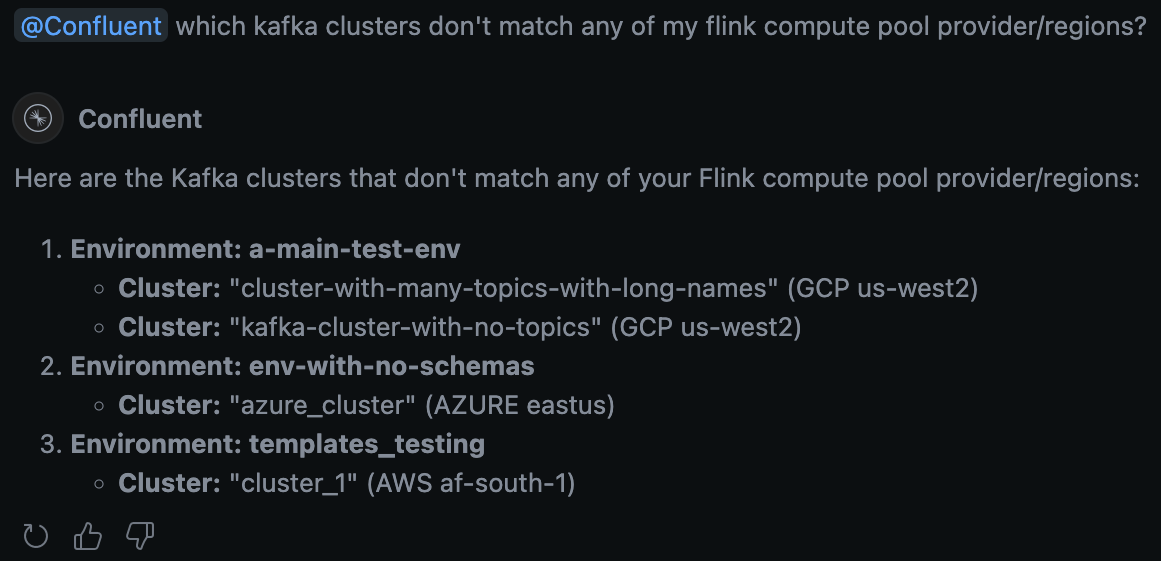 @Confluent which kafka clusters don't match any of my flink compute pool provider/regions?
Confluent
Here are the Kafka clusters that don't match any of your Flink compute pool provider/regions:
1. Environment: a-main-test-env
◦ Cluster: "cluster-with-many-topics-with-long-names" (GCP us-west2)
◦ Cluster: "kafka-cluster-with-no-topics" (GCP us-west2)
2. Environment: env-with-no-schemas
◦ Cluster: "azure_cluster" (AZURE eastus)
3. Environment: templates_testing
◦ Cluster: "cluster_1" (AWS af-south-1)